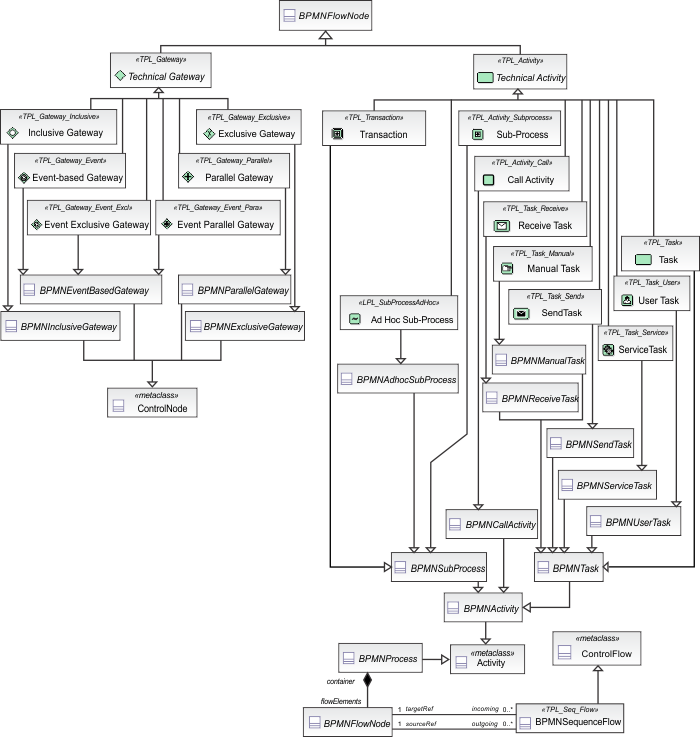 BPMNFlowNode
«TPL_Gateway»
Technical Gateway
«TPL_Activity»
Technical Activity
«TPL_Gateway_Inclusive»
Inclusive Gateway
«TPL_Gateway_Exclusive»
Exclusive Gateway
«TPL_Transaction»
Transaction
«TPL_Activity_Subprocess»
Sub-Process
«TPL_Gateway_Event»
Event-based Gateway
«TPL_Gateway_Parallel»
Parallel Gateway
«TPL_Activity_Call»
Call Activity
«TPL_Gateway_Event_Excl»
Event Exclusive Gateway
«TPL_Gateway_Event_Para»
Event Parallel Gateway
«TPL_Task_Receive»
Receive Task
«TPL_Task_Manual»
Manual Task
«TPL_Task»
Task
BPMNEventBasedGateway
BPMNParallelGateway
«TPL_Task_Send»
SendTask
«TPL_Task_User»
User Task
«LPL_SubProcessAdHoc»
Ad Hoc Sub-Process
BPMNInclusiveGateway
BPMNExclusiveGateway
«TPL_Task_Service»
ServiceTask
BPMNManualTask
BPMNAdhocSubProcess
BPMNReceiveTask
«metaclass»
ControlNode
BPMNSendTask
BPMNServiceTask
BPMNCallActivity
BPMNUserTask
BPMNSubProcess
BPMNTask
BPMNActivity
BPMNProcess
«metaclass»
Activity
«metaclass»
ControlFlow
container
flowElements
BPMNFlowNode
1 targetRef incoming 0..*
1 sourceRef outgoing 0..*
«TPL_Seq_Flow»
BPMNSequenceFlow